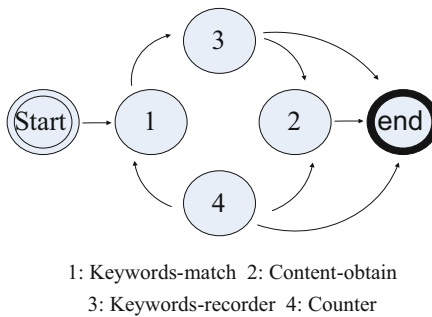 3
Start 1 2 end
4
1: Keywords-match 2: Content-obtain
3: Keywords-recorder 4: Counter